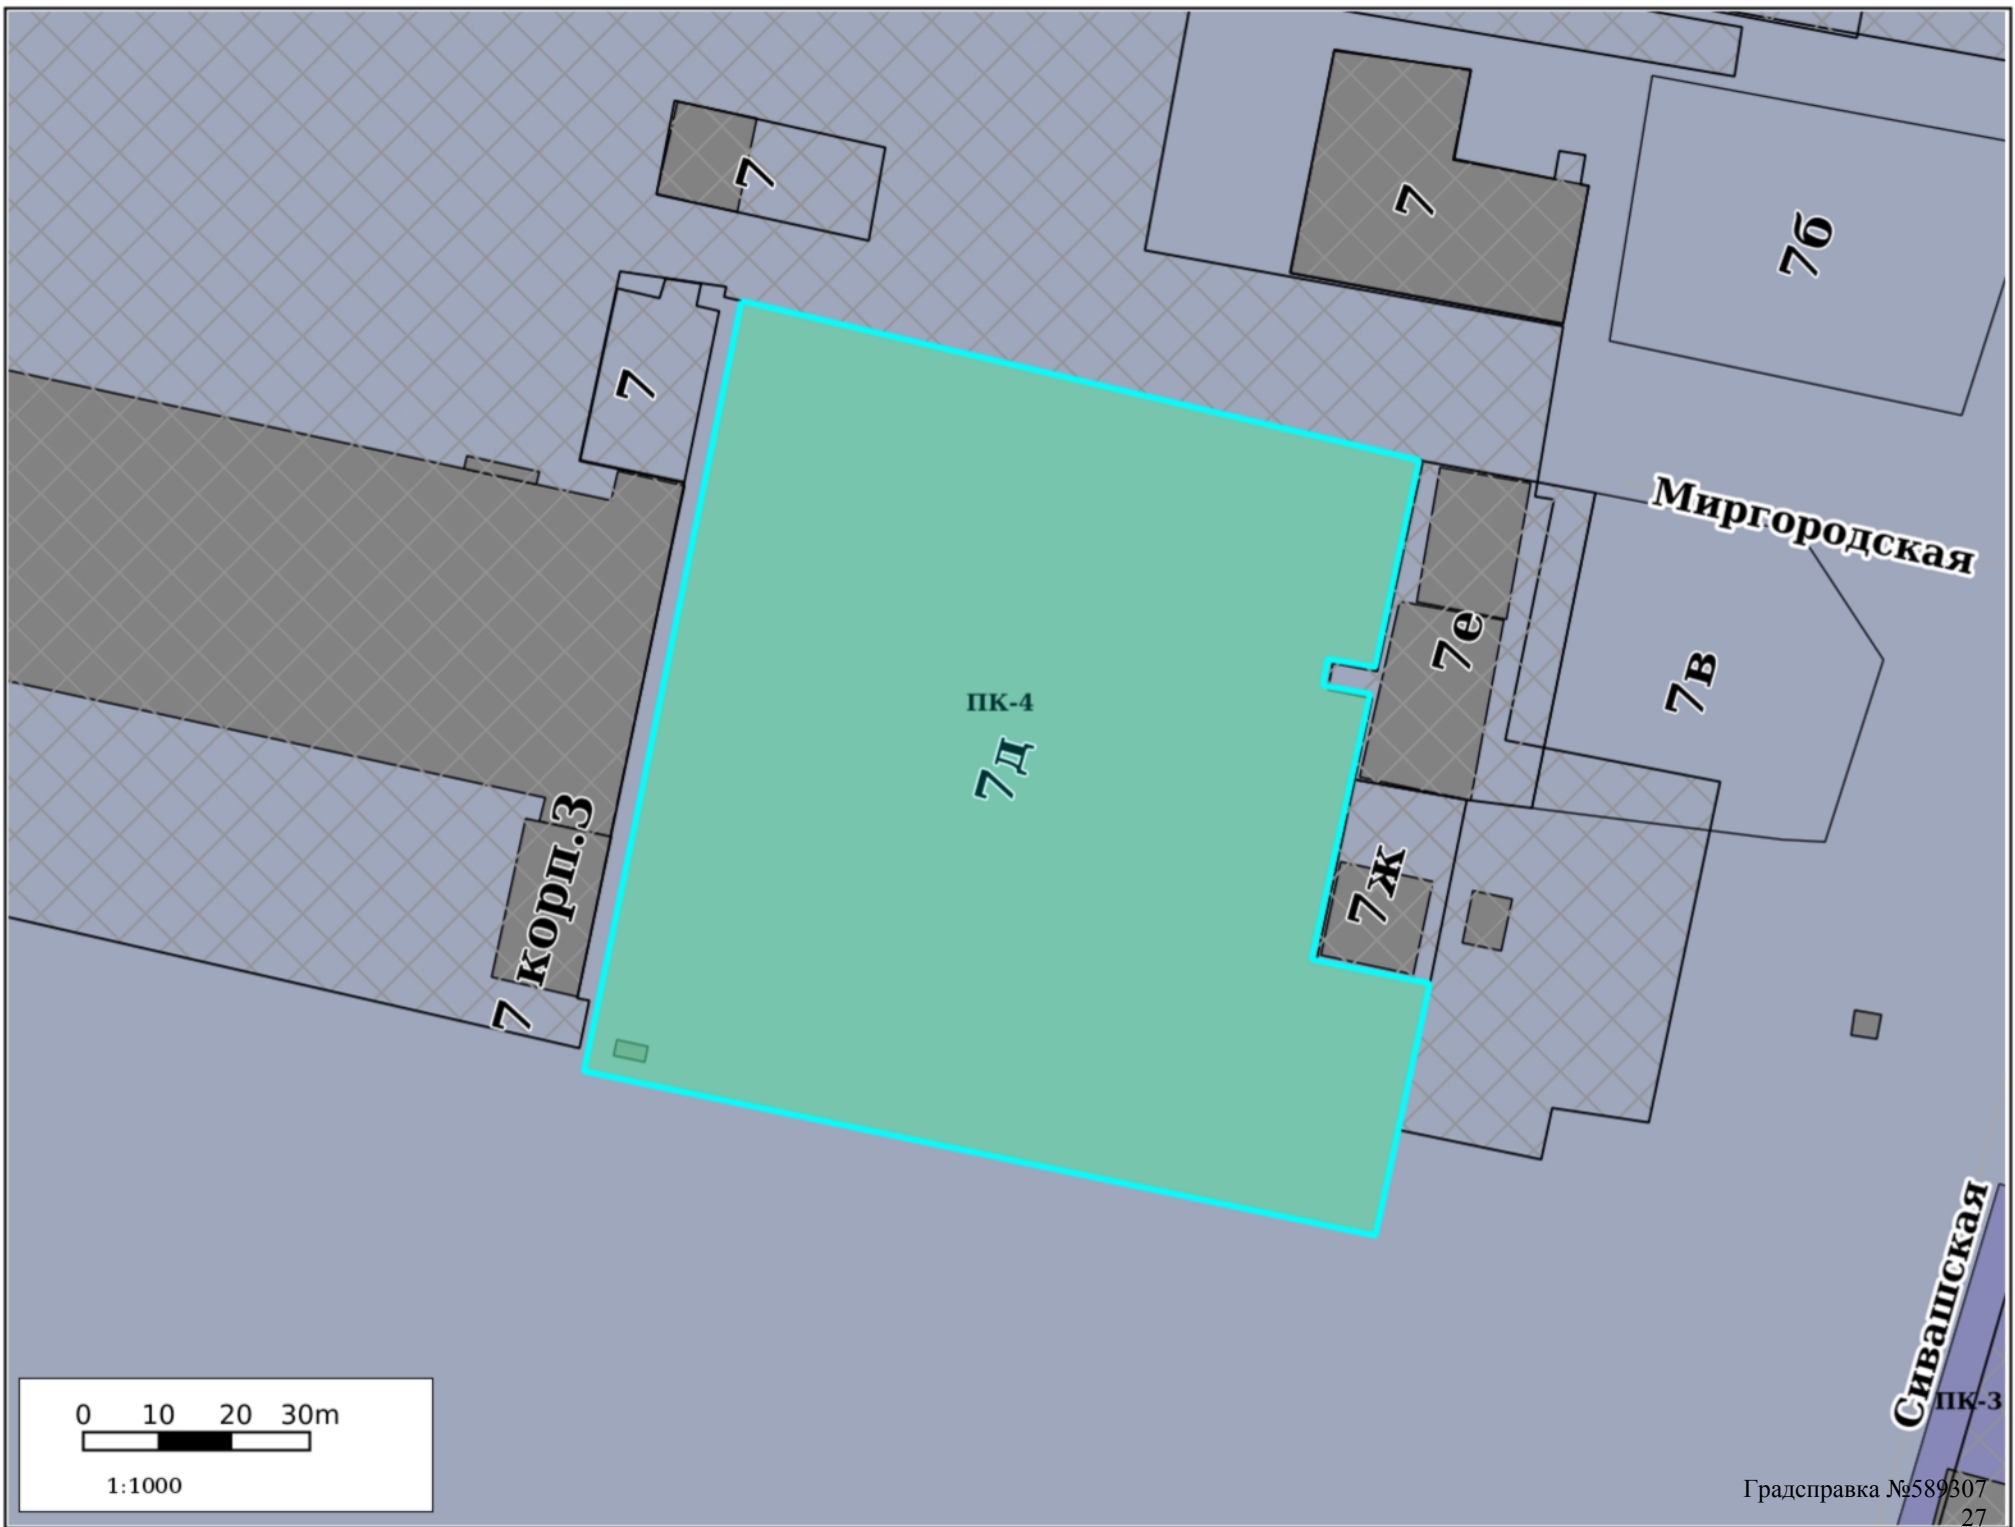 7
7
7б
7
Миргородская
7е
7в
ПК-4
7д
7 корп.3
7ж
Сивашская
ПК-3
0 10 20 30m
1:1000
Градсправка №589307
27